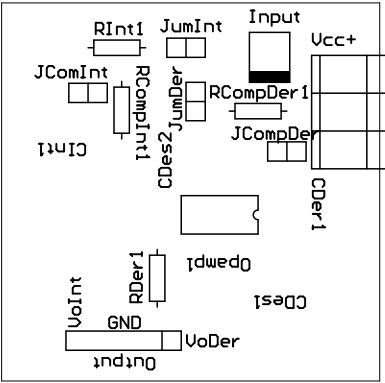 Input
RInt1
JumInt
Vcc+
JComInt
RCompInt1
JumDer
RCompDer1
JCompDer
CInt1
CDes2
CDer1
Opamp1
RDer1
CDes1
VoInt
GND
VoDer
Output